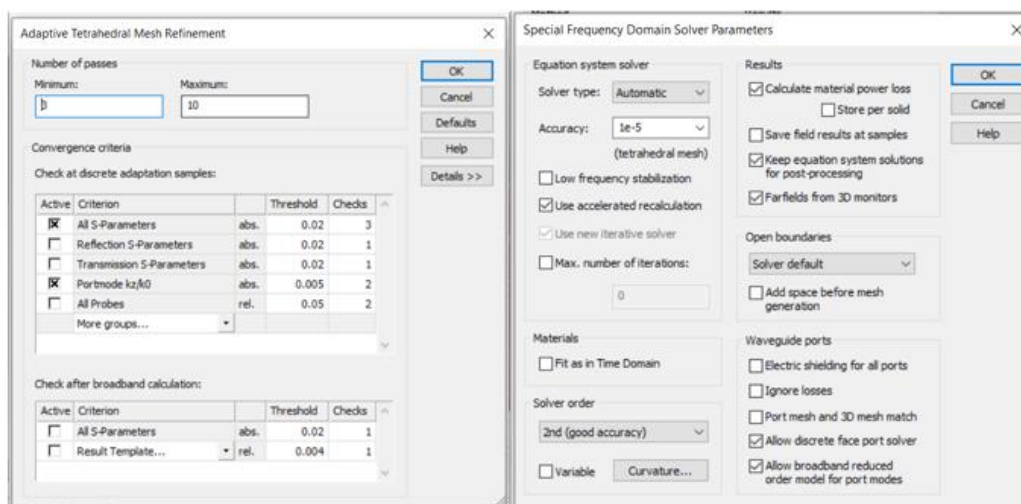 Adaptive Tetrahedral Mesh Refinement
Number of passes
Minimum: Maximum:
3 10
OK
Cancel
Defaults
Help
Details >>
Convergence criteria
Check at discrete adaptation samples:
Active Criterion Threshold Checks
All S-Parameters abs. 0.02 3
Reflection S-Parameters abs. 0.02 1
Transmission S-Parameters abs. 0.02 1
Portmode kz/k0 abs. 0.005 2
All Probes rel. 0.05 2
More groups...
Check after broadband calculation:
Active Criterion Threshold Checks
All S-Parameters abs. 0.02 1
Result Template... rel. 0.004 1
Special Frequency Domain Solver Parameters
Equation system solver
Solver type: Automatic
Accuracy: 1e-5
(tetrahedral mesh)
Low frequency stabilization
Use accelerated recalculation
Use new iterative solver
Max. number of iterations:
0
Materials
Fit as in Time Domain
Solver order
2nd (good accuracy)
Variable Curvature...
Results
Calculate material power loss
Store per solid
Save field results at samples
Keep equation system solutions
for post-processing
Farfields from 3D monitors
Open boundaries
Solver default
Add space before mesh
generation
Waveguide ports
Electric shielding for all ports
Ignore losses
Port mesh and 3D mesh match
Allow discrete face port solver
Allow broadband reduced
order model for port modes
OK
Cancel
Help